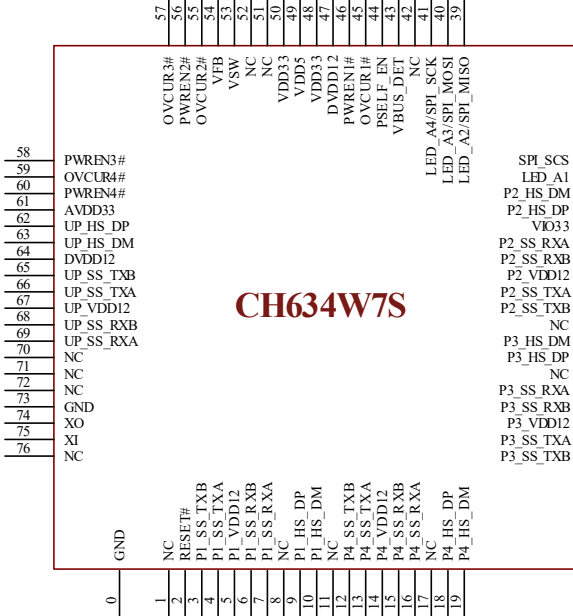 57
OVCUR3#
56
PWREN2#
55
OVCUR2#
54
VFB
53
VSW
52
NC
51
NC
50
VDD33
49
VDD5
48
VDD33
47
DVDD12
46
PWREN1#
45
OVCUR1#
44
PSELF_EN
43
VBUS_DET
42
NC
41
LED_A4/SPI_SCK
40
LED_A3/SPI_MOSI
39
LED_A2/SPI_MISO
58 PWREN3#
59 OVCUR4#
60 PWREN4#
61 AVDD33
62 UP_HS_DP
63 UP_HS_DM
64 DVDD12
65 UP_SS_TXB
66 UP_SS_TXA
67 UP_VDD12
68 UP_SS_RXB
69 UP_SS_RXA
70 NC
71 NC
72 NC
73 GND
74 XO
75 XI
76 NC
CH634W7S
SPI_SCS
LED_A1
P2_HS_DM
P2_HS_DP
VIO33
P2_SS_RXA
P2_SS_RXB
P2_VDD12
P2_SS_TXA
P2_SS_TXB
NC
P3_HS_DM
P3_HS_DP
NC
P3_SS_RXA
P3_SS_RXB
P3_VDD12
P3_SS_TXA
P3_SS_TXB
GND
0
NC
1
RESET#
2
P1_SS_TXB
3
P1_SS_TXA
4
P1_VDD12
5
P1_SS_RXB
6
P1_SS_RXA
7
NC
8
P1_HS_DP
9
P1_HS_DM
10
NC
11
P4_SS_TXB
12
P4_SS_TXA
13
P4_VDD12
14
P4_SS_RXB
15
P4_SS_RXA
16
NC
17
P4_HS_DP
18
P4_HS_DM
19